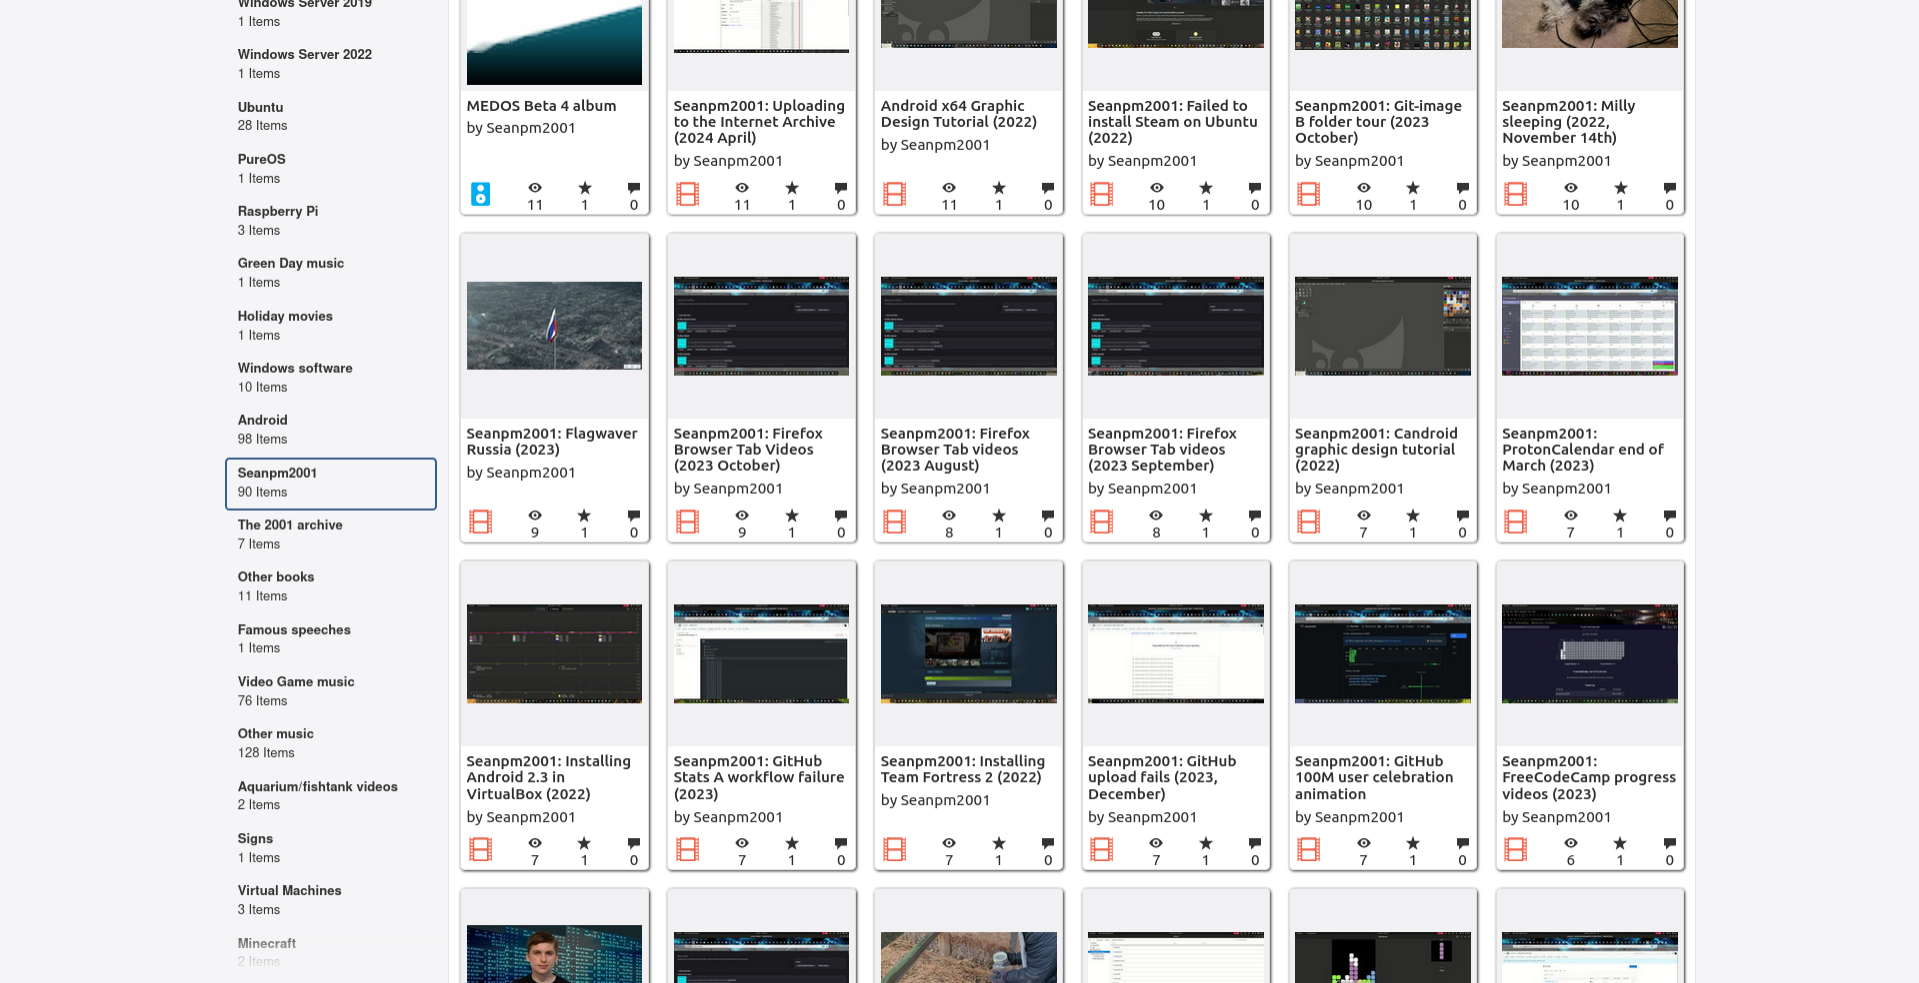 Windows Server 2019
1 Items
Windows Server 2022
1 Items
Ubuntu
28 Items
PureOS
1 Items
Raspberry Pi
3 Items
Green Day music
1 Items
Holiday movies
1 Items
Windows software
10 Items
Android
98 Items
Seanpm2001
90 Items
The 2001 archive
7 Items
Other books
11 Items
Famous speeches
1 Items
Video Game music
76 Items
Other music
128 Items
Aquarium/fishtank videos
2 Items
Signs
1 Items
Virtual Machines
3 Items
Minecraft
2 Items
MEDOS Beta 4 album
by Seanpm2001
11
1
0
Seanpm2001: Uploading
to the Internet Archive
(2024 April)
by Seanpm2001
11
1
0
Android x64 Graphic
Design Tutorial (2022)
by Seanpm2001
11
1
0
Seanpm2001: Failed to
install Steam on Ubuntu
(2022)
by Seanpm2001
10
1
0
Seanpm2001: Git-image
B folder tour (2023
October)
by Seanpm2001
10
1
0
Seanpm2001: Milly
sleeping (2022,
November 14th)
by Seanpm2001
10
1
0
Seanpm2001: Flagwaver
Russia (2023)
by Seanpm2001
9
1
0
Seanpm2001: Firefox
Browser Tab Videos
(2023 October)
by Seanpm2001
9
1
0
Seanpm2001: Firefox
Browser Tab videos
(2023 August)
by Seanpm2001
8
1
0
Seanpm2001: Firefox
Browser Tab videos
(2023 September)
by Seanpm2001
8
1
0
Seanpm2001: Candroid
graphic design tutorial
(2022)
by Seanpm2001
7
1
0
Seanpm2001:
ProtonCalendar end of
March (2023)
by Seanpm2001
7
1
0
Seanpm2001: Installing
Android 2.3 in
VirtualBox (2022)
by Seanpm2001
7
1
0
Seanpm2001: GitHub
Stats A workflow failure
(2023)
by Seanpm2001
7
1
0
Seanpm2001: Installing
Team Fortress 2 (2022)
by Seanpm2001
7
1
0
Seanpm2001: GitHub
upload fails (2023,
December)
by Seanpm2001
7
1
0
Seanpm2001: GitHub
100M user celebration
animation
by Seanpm2001
7
1
0
Seanpm2001:
FreeCodeCamp progress
videos (2023)
by Seanpm2001
6
1
0